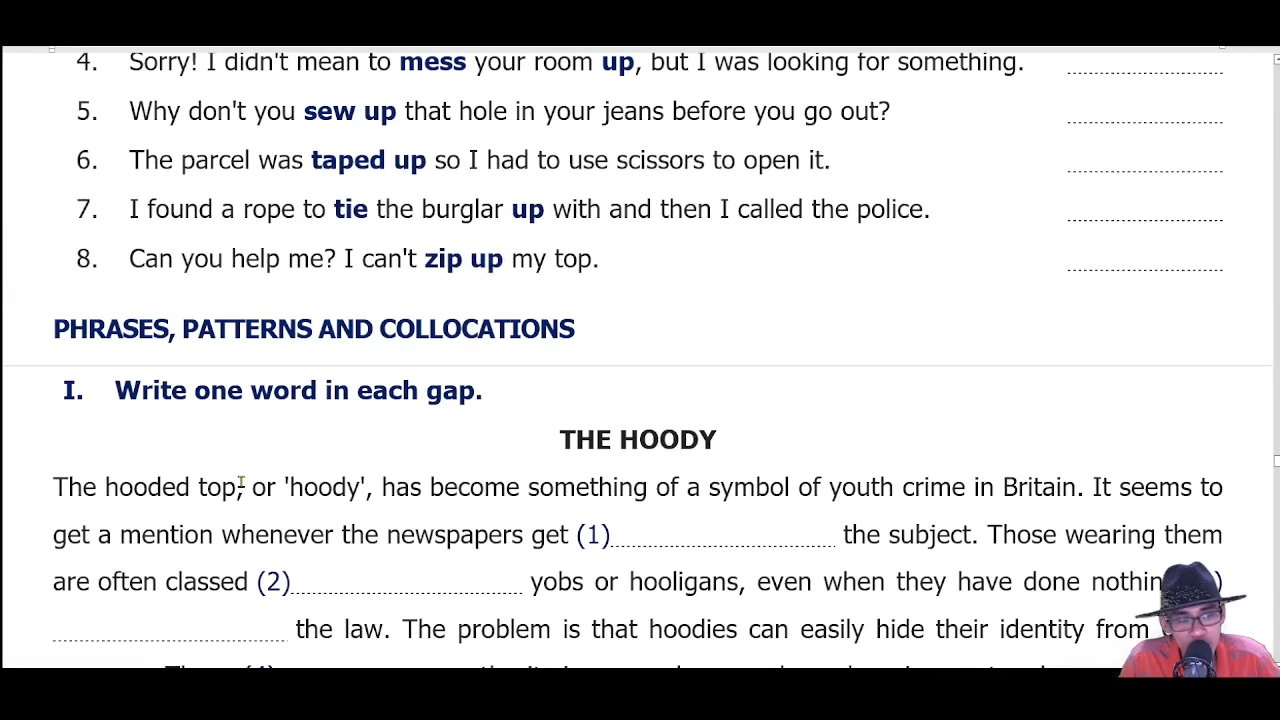 4. Sorry! I didn't mean to mess your room up, but I was looking for something.
5. Why don't you sew up that hole in your jeans before you go out?
6. The parcel was taped up so I had to use scissors to open it.
7. I found a rope to tie the burglar up with and then I called the police.
8. Can you help me? I can't zip up my top.
PHRASES, PATTERNS AND COLLOCATIONS
I. Write one word in each gap.
THE HOODY
The hooded top, or 'hoody', has become something of a symbol of youth crime in Britain. It seems to
get a mention whenever the newspapers get (1) the subject. Those wearing them
are often classed (2) yobs or hooligans, even when they have done nothin )
the law. The problem is that hoodies can easily hide their identity from